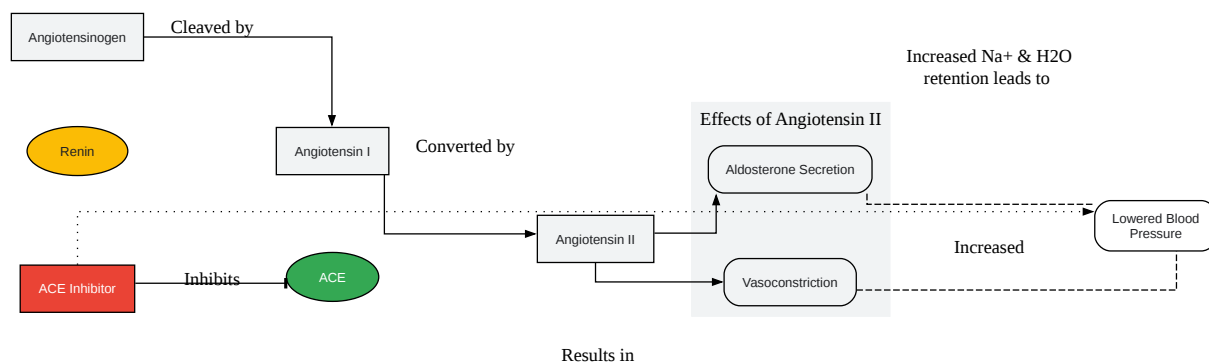 Angiotensinogen
Cleaved by
Increased Na+ & H2O
retention leads to
Effects of Angiotensin II
Renin
Angiotensin I
Converted by
Aldosterone Secretion
Angiotensin II
Increased
Lowered Blood
Pressure
ACE Inhibitor
Inhibits
ACE
Vasoconstriction
Results in